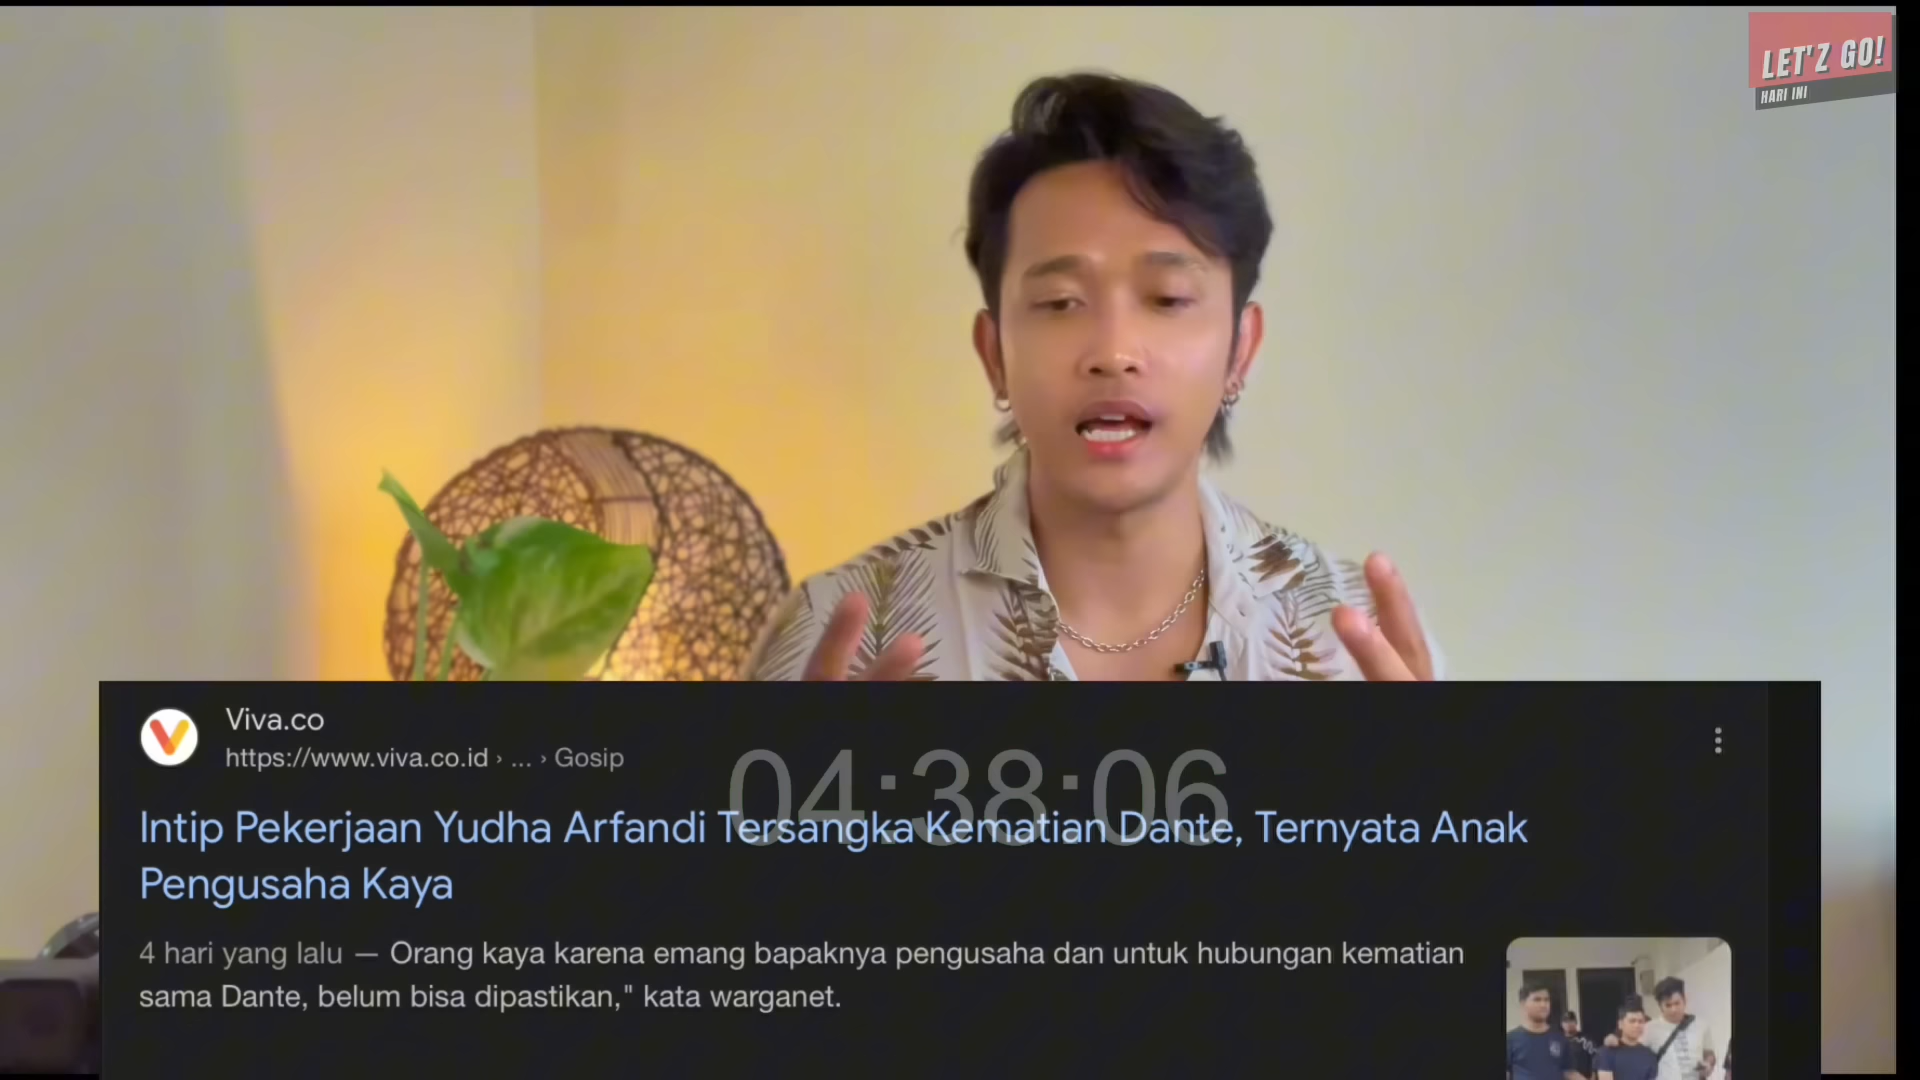 LET'Z GO!
HARI INI
Viva.co
https://www.viva.co.id › ... › Gosip
04:38:06
Intip Pekerjaan Yudha Arfandi Tersangka Kematian Dante, Ternyata Anak
Pengusaha Kaya
4 hari yang lalu — Orang kaya karena emang bapaknya pengusaha dan untuk hubungan kematian
sama Dante, belum bisa dipastikan," kata warganet.